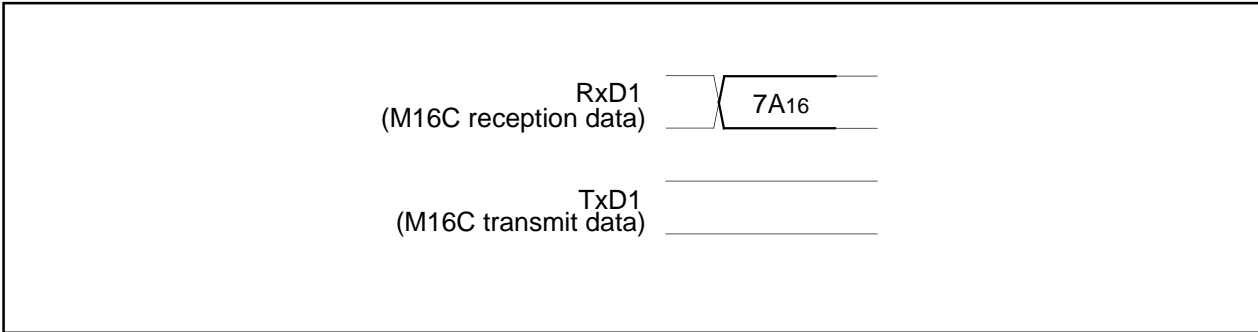 RxD1
(M16C reception data)
7A16
TxD1
(M16C transmit data)